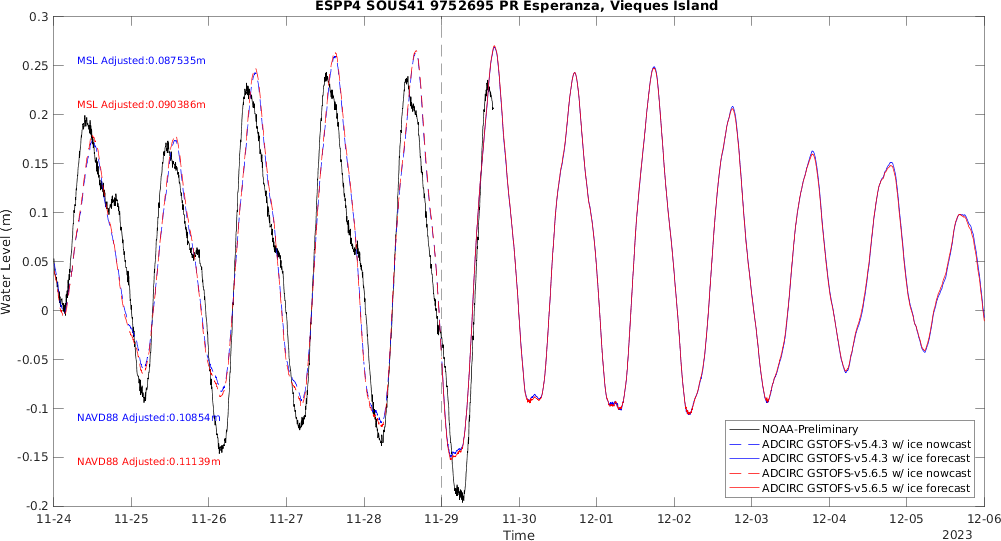 ESPP4 SOUS41 9752695 PR Esperanza, Vieques Island
0.3
0.25
0.2
0.15
0.1
0.05
0
-0.05
-0.1
-0.15
-0.2
Water Level (m)
MSL Adjusted:0.087535m
MSL Adjusted:0.090386m
NAVD88 Adjusted:0.10854m
NAVD88 Adjusted:0.11139m
NOAA-Preliminary
ADCIRC GSTOFS-v5.4.3 w/ ice nowcast
ADCIRC GSTOFS-v5.4.3 w/ ice forecast
ADCIRC GSTOFS-v5.6.5 w/ ice nowcast
ADCIRC GSTOFS-v5.6.5 w/ ice forecast
11-24 11-25 11-26 11-27 11-28 11-29 11-30 12-01 12-02 12-03 12-04 12-05 12-06
Time
2023